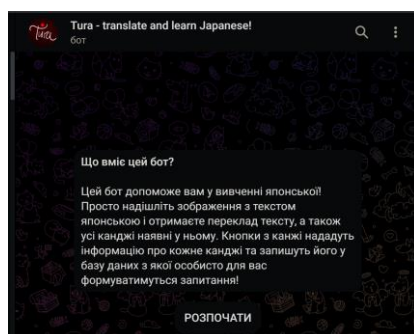 Tura
Tura - translate and learn Japanese!
бот
Що вміє цей бот?
Цей бот допоможе вам у вивченні японської!
Просто надішліть зображення з текстом
японською і отримаєте переклад тексту, а також
усі канджі наявні у ньому. Кнопки з канжі нададуть
інформацію про кожне канджі та запишуть його у
базу даних з якої особисто для вас
формуватимуться запитання!
РОЗПОЧАТИ